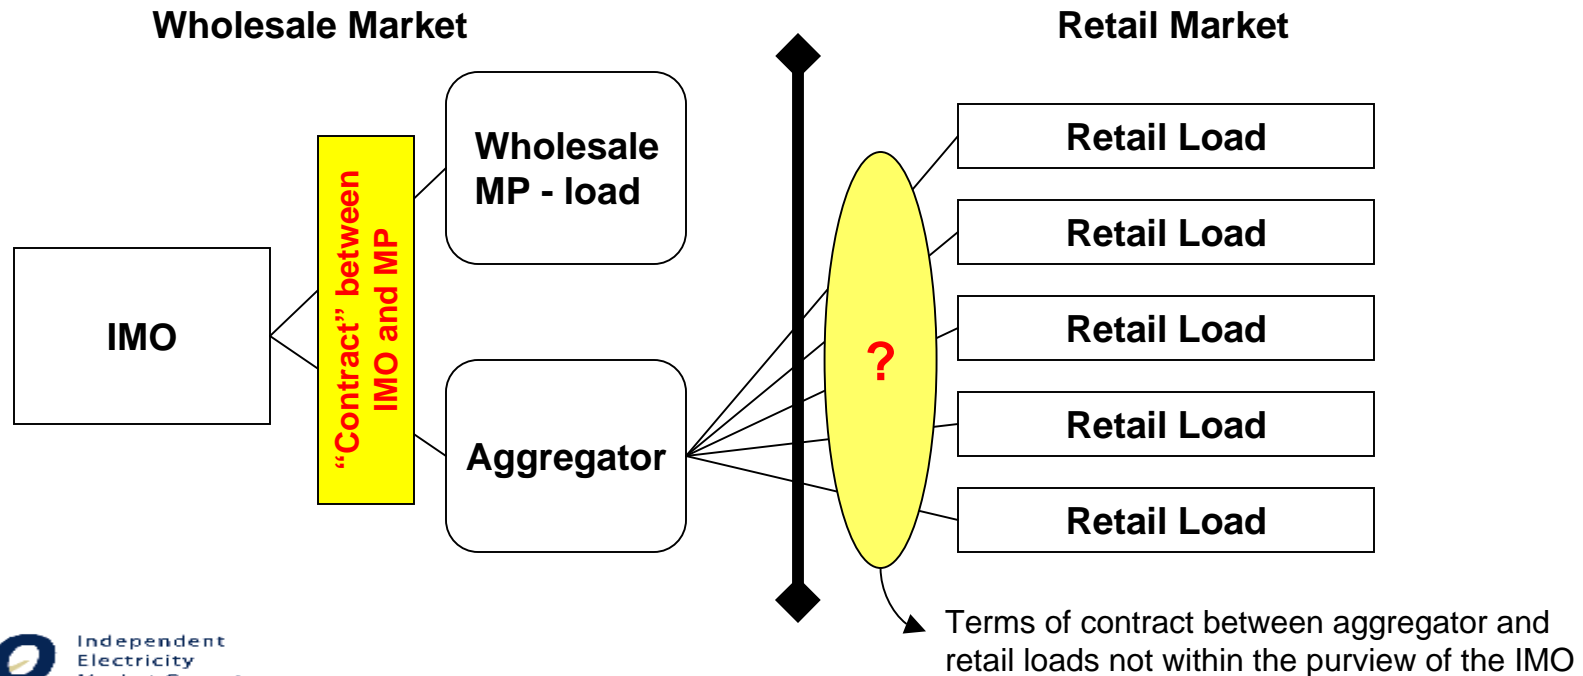 Wholesale Market
Retail Market
Wholesale
MP - load
IMO
“Contract” between
IMO and MP
Aggregator
?
Retail Load
Retail Load
Retail Load
Retail Load
Retail Load
Terms of contract between aggregator and
retail loads not within the purview of the IMO
Independent
Electricity
Market